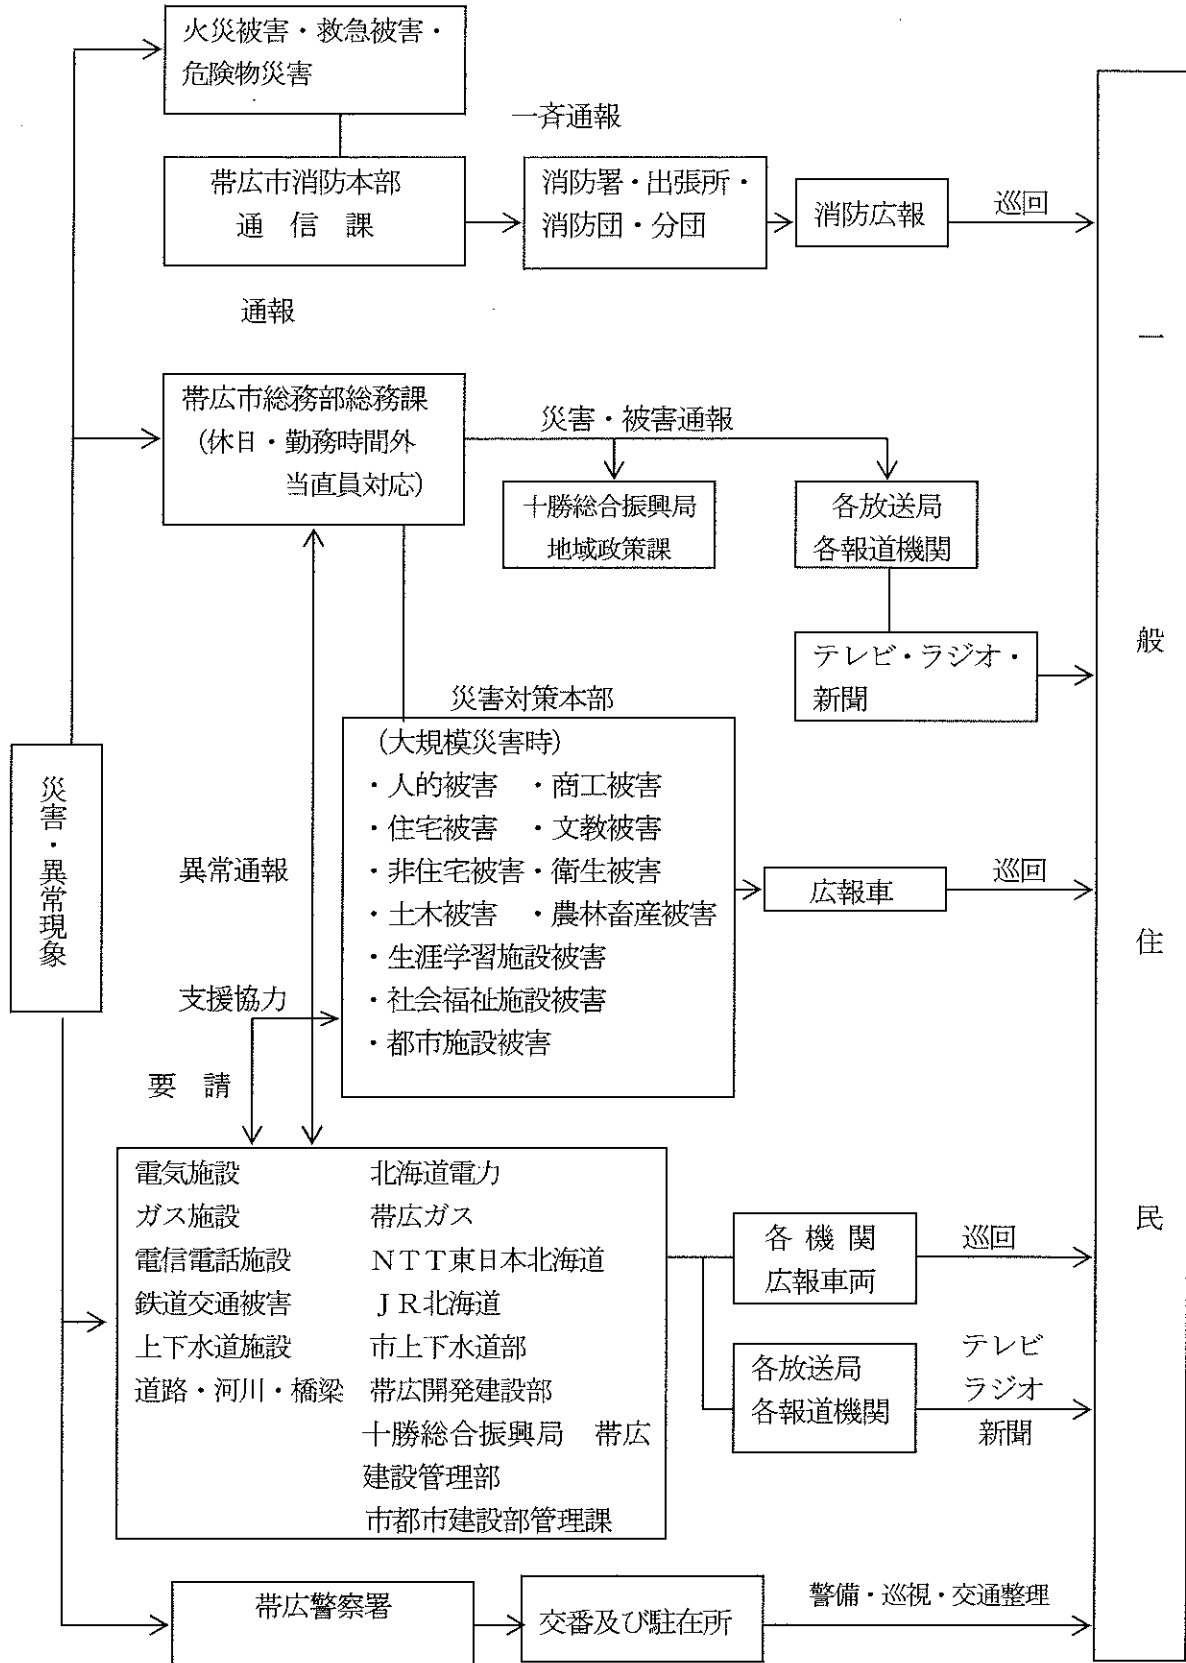 火災被害・救急被害・
危険物災害
一斉通報
帯広市消防本部
通　信　課
消防署・出張所・
消防団・分団
消防広報
巡回
通報
帯広市総務部総務課
（休日・勤務時間外
当直員対応）
災害・被害通報
十勝総合振興局
地域政策課
各放送局
各報道機関
テレビ・ラジオ・
新聞
災害対策本部
（大規模災害時）
・人的被害　・商工被害
・住宅被害　・文教被害
・非住宅被害・衛生被害
・土木被害　・農林畜産被害
・生涯学習施設被害
・社会福祉施設被害
・都市施設被害
広報車
巡回
災害・異常現象
異常通報
支援協力
要　請
電気施設　北海道電力
ガス施設　帯広ガス
電信電話施設　ＮＴＴ東日本北海道
鉄道交通被害　ＪＲ北海道
上下水道施設　市上下水道部
道路・河川・橋梁　帯広開発建設部
十勝総合振興局　帯広
建設管理部
市都市建設部管理課
各 機 関
広報車両
巡回
各放送局
各報道機関
テレビ
ラジオ
新聞
帯広警察署
交番及び駐在所
警備・巡視・交通整理
一般住民